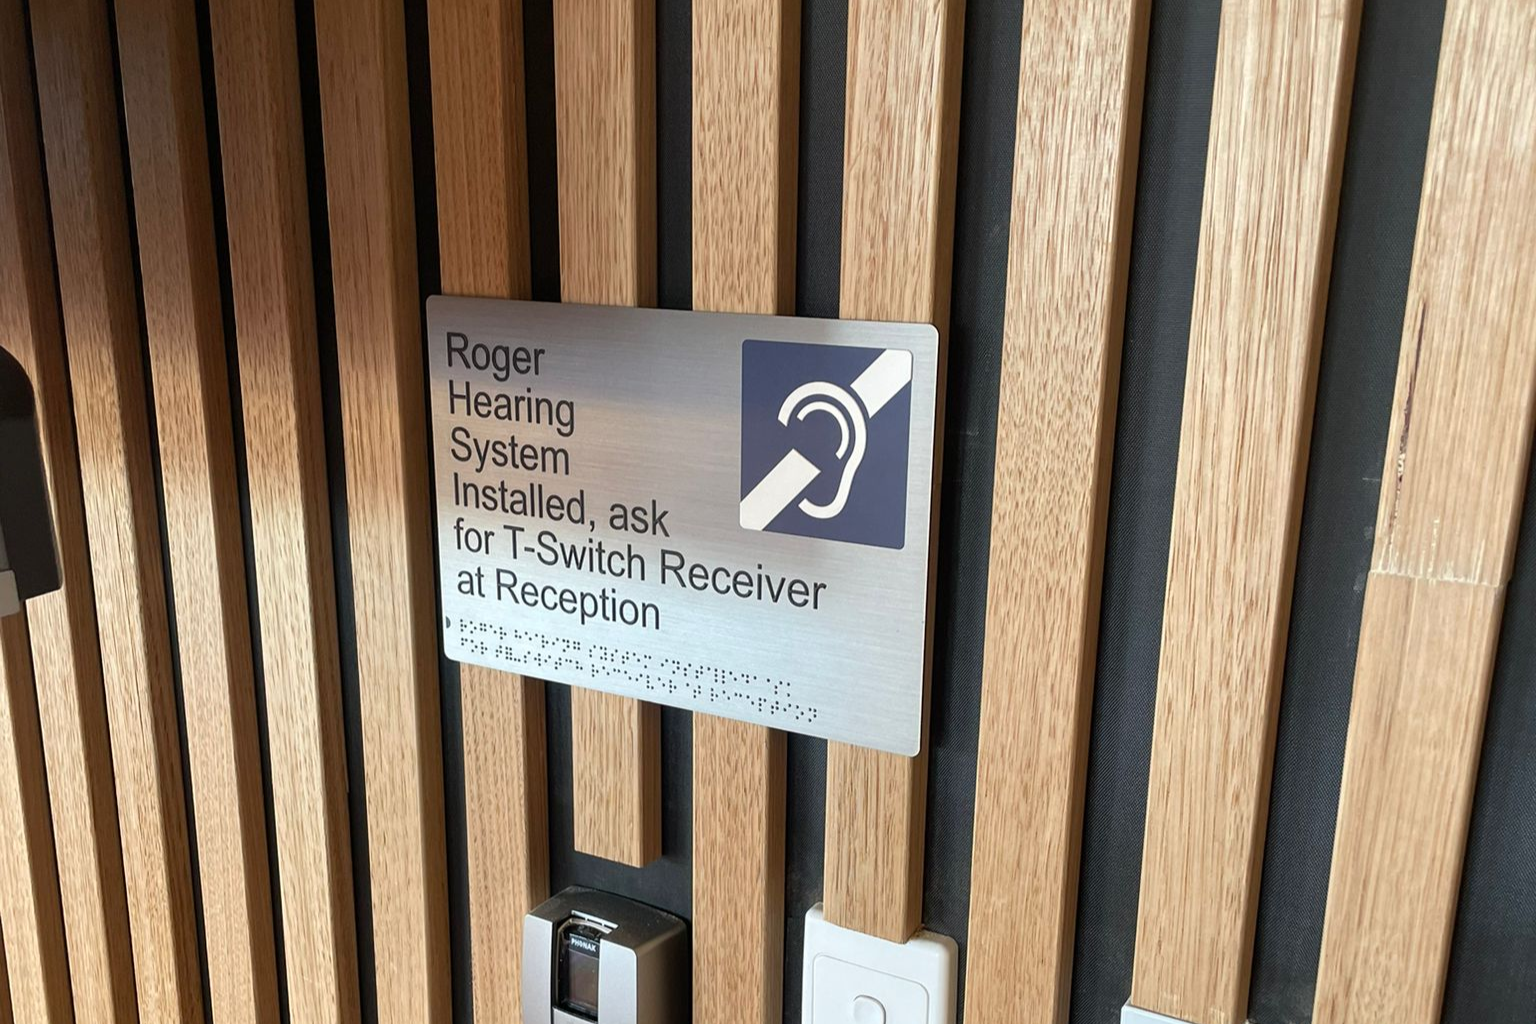 Roger
Hearing
System
Installed, ask
for T-Switch Receiver
at Reception
PHONAK